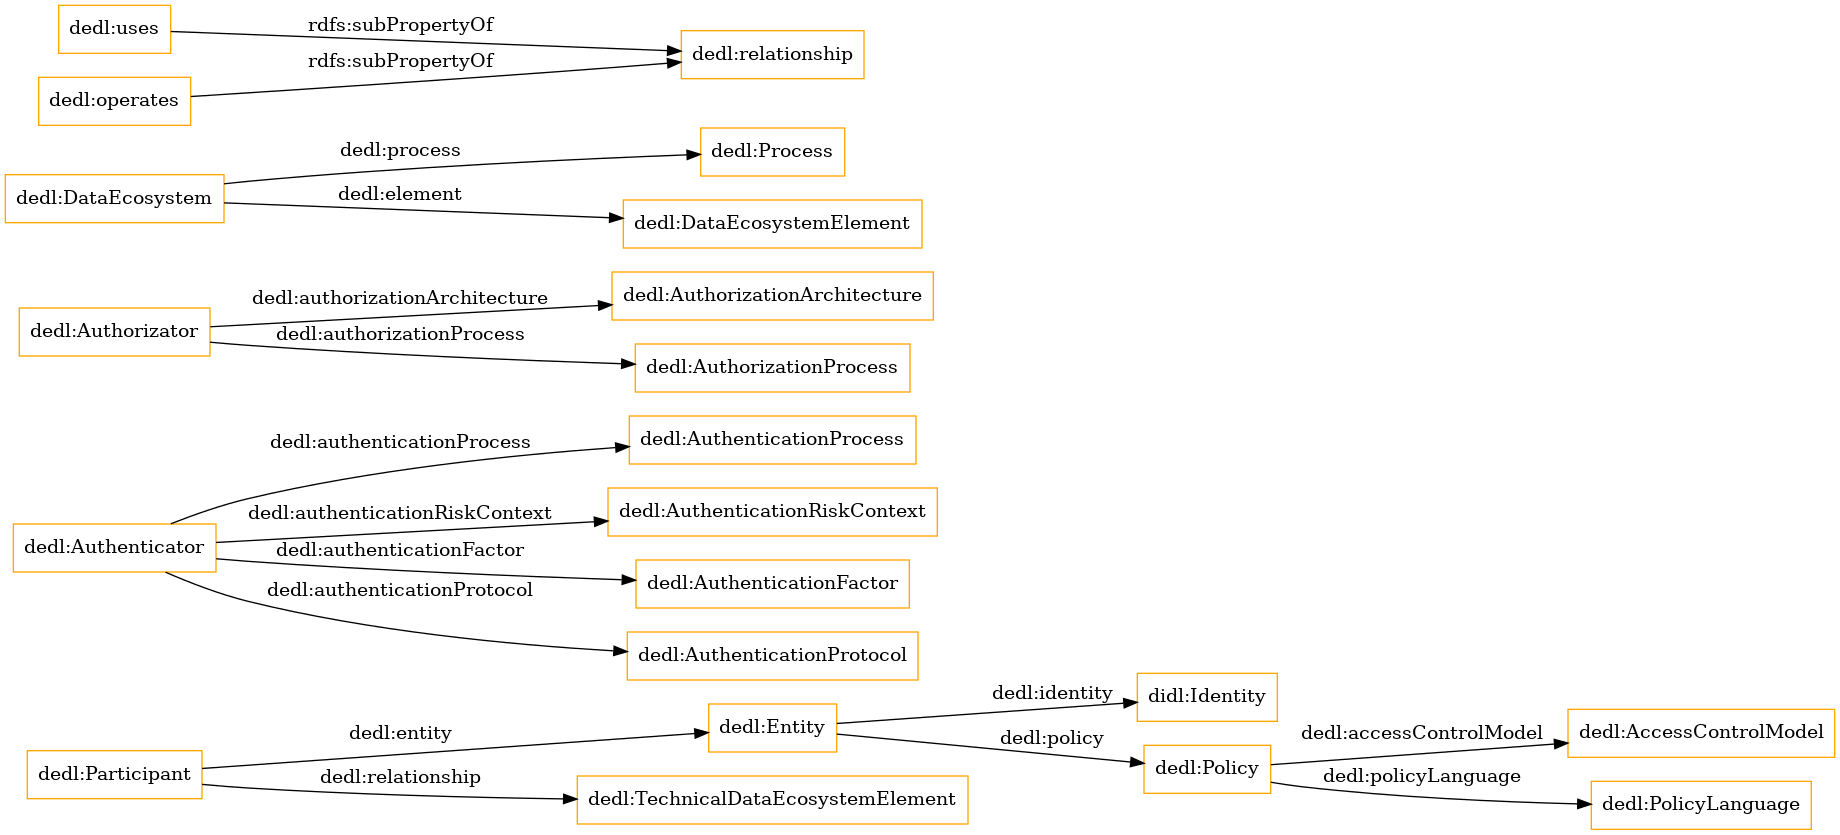 dedl:uses
rdfs:subPropertyOf
dedl:relationship
rdfs:subPropertyOf
dedl:operates
dedl:process
dedl:Process
dedl:DataEcosystem
dedl:element
dedl:DataEcosystemElement
dedl:authorizationArchitecture
dedl:AuthorizationArchitecture
dedl:Authorizator
dedl:authorizationProcess
dedl:AuthorizationProcess
dedl:authenticationProcess
dedl:AuthenticationProcess
dedl:authenticationRiskContext
dedl:AuthenticationRiskContext
dedl:Authenticator
dedl:authenticationFactor
dedl:AuthenticationFactor
dedl:authenticationProtocol
dedl:AuthenticationProtocol
dedl:identity
didl:Identity
dedl:entity
dedl:Entity
dedl:policy
dedl:accessControlModel
dedl:AccessControlModel
dedl:Participant
dedl:relationship
dedl:Policy
dedl:policyLanguage
dedl:TechnicalDataEcosystemElement
dedl:PolicyLanguage